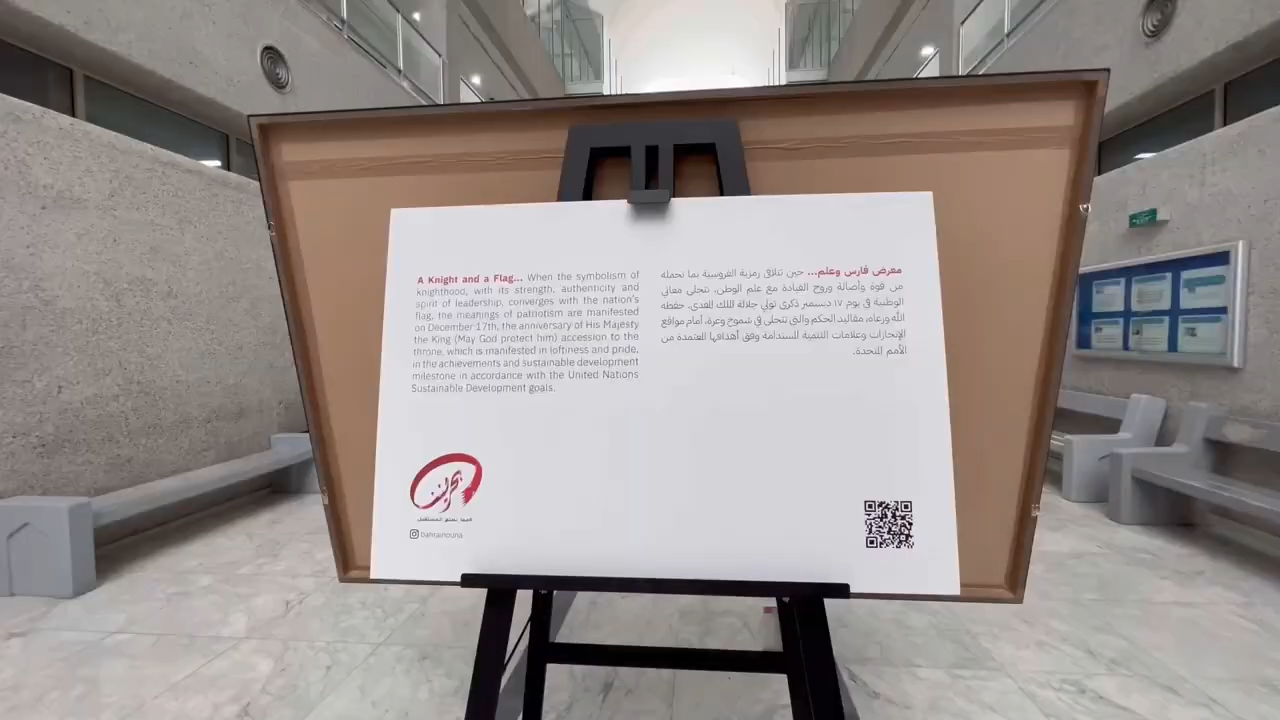 A Knight and a Flag... When the symbolism of
knighthood, with its strength, authenticity and
spirit of leadership, converges with the nation's
flag, the meanings of patriotism are manifested
on December 17th, the anniversary of His Majesty
the King (May God protect him) accession to the
throne, which is manifested in loftiness and pride,
in the achievements and sustainable development
milestone in accordance with the United Nations
Sustainable Development goals.
معرض فارس وعلم... حين تتلاقى رمزية الفروسية بما تحمله
من قوة وأصالة وروح القيادة مع علم الوطن، تتجلى معاني
الوطنية في يوم ١٧ ديسمبر ذكرى تولي جلالة الملك المفدى، حفظه
الله ورعاه، مقاليد الحكم والتي تتجلى في شموخ وعزة، أمام مواقع
الإنجازات وعلامات التنمية المستدامة وفق أهدافها المعتمدة من
الأمم المتحدة.
بحريننا
bahrainouna